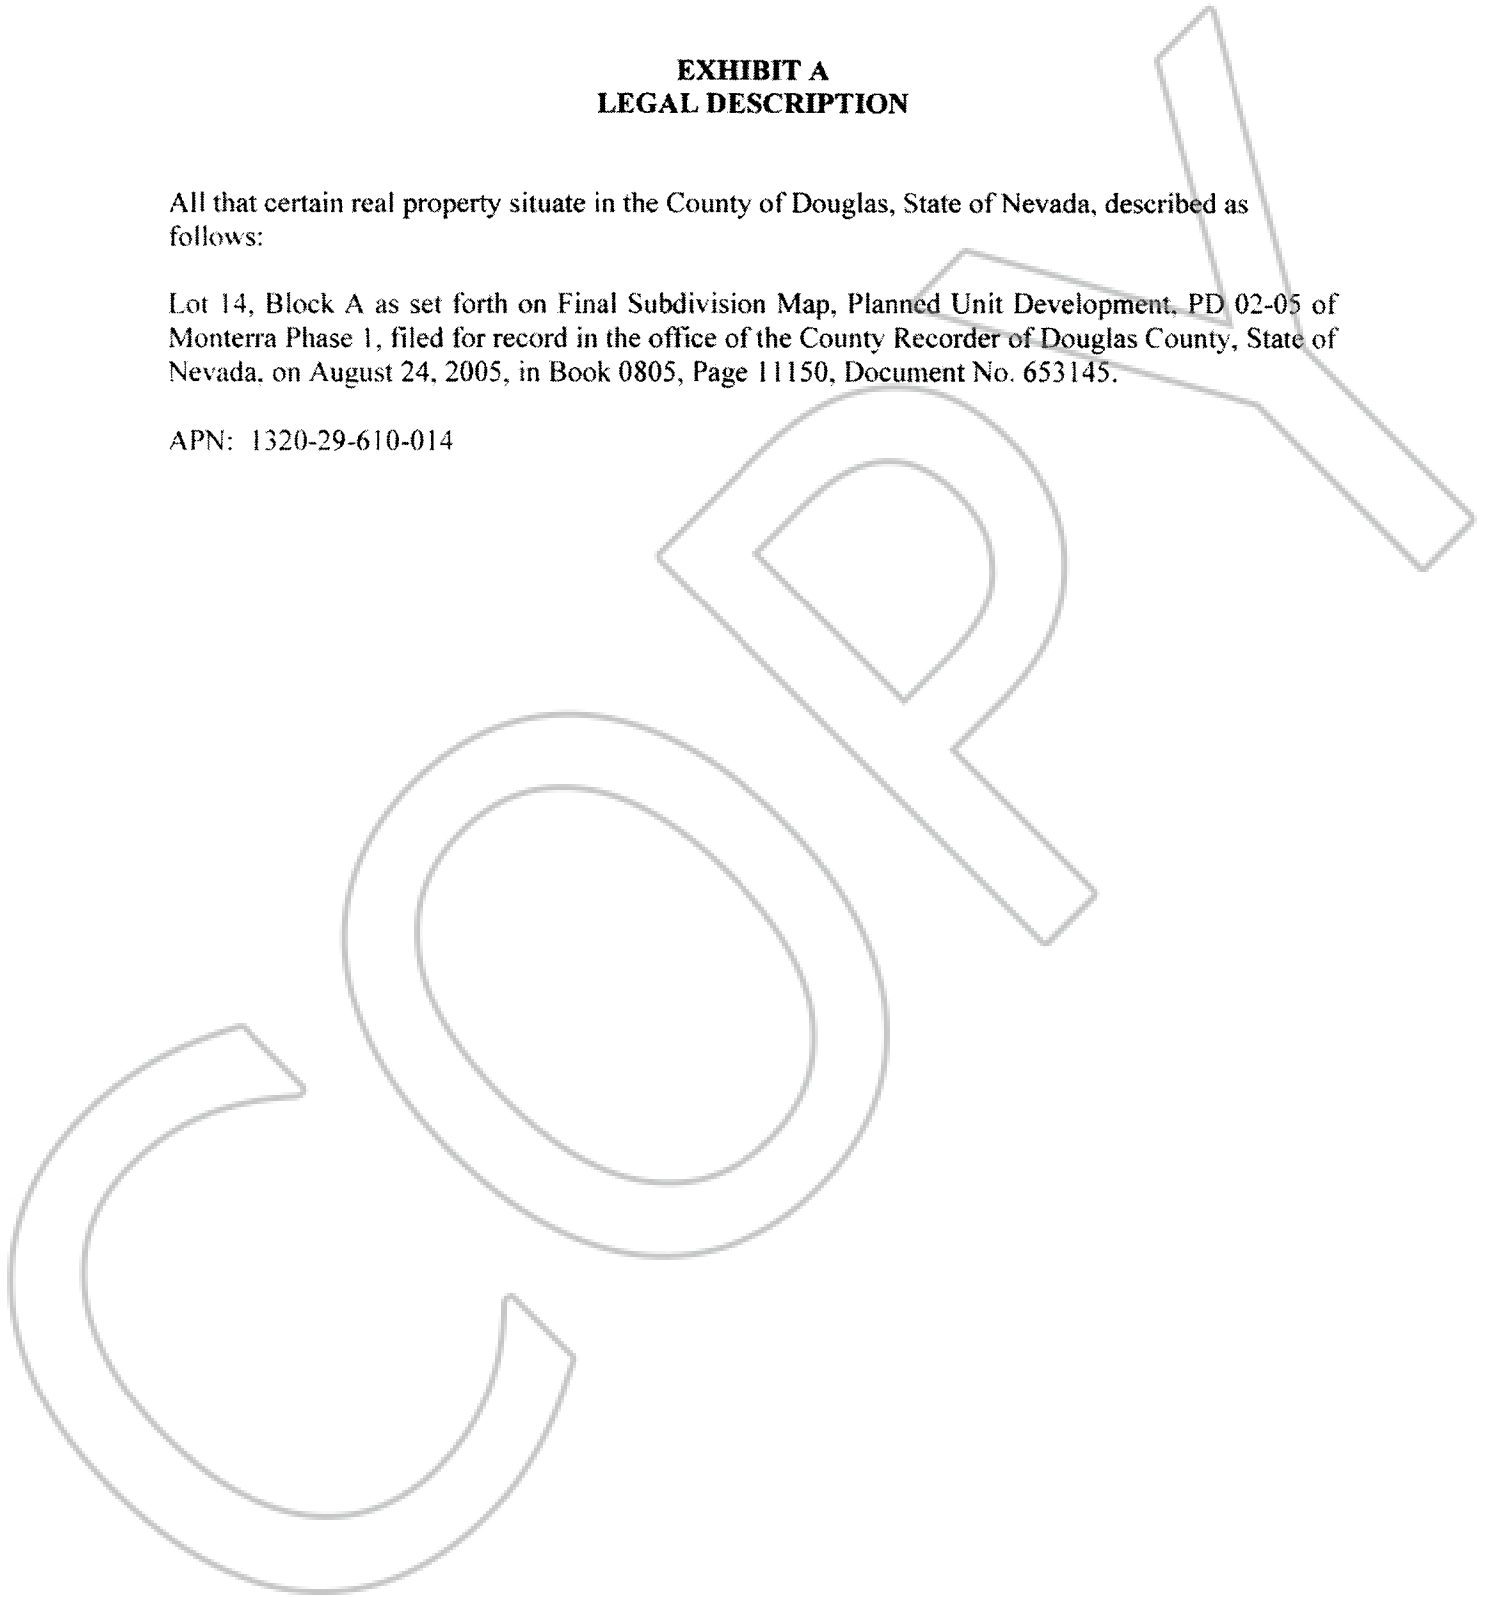 EXHIBIT A
LEGAL DESCRIPTION
All that certain real property situate in the County of Douglas, State of Nevada, described as
follows:
Lot 14, Block A as set forth on Final Subdivision Map, Planned Unit Development, PD 02-05 of
Monterra Phase 1, filed for record in the office of the County Recorder of Douglas County, State of
Nevada, on August 24, 2005, in Book 0805, Page 11150, Document No. 653145.
APN: 1320-29-610-014
COPY